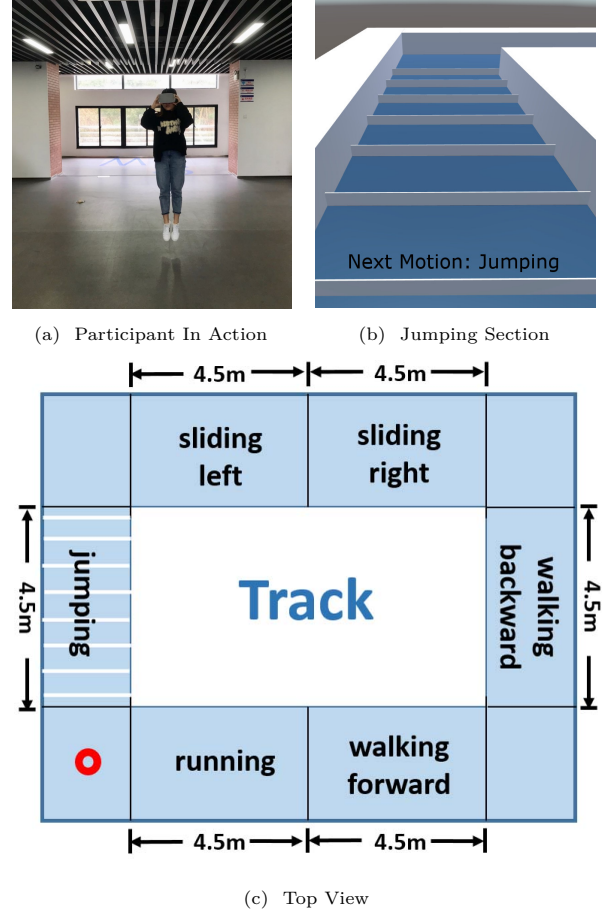 Next Motion: Jumping
(a) Participant In Action
(b) Jumping Section
4.5m
4.5m
sliding
left
sliding
right
4.5m
jumping
Track
walking
backward
4.5m
running
walking
forward
4.5m
4.5m
(c) Top View